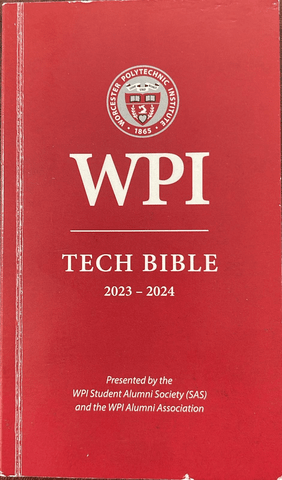 WORCESTER POLYTECHNIC INSTITUTE
• 1865 •
WPI
TECH BIBLE
2023 – 2024
Presented by the
WPI Student Alumni Society (SAS)
and the WPI Alumni Association